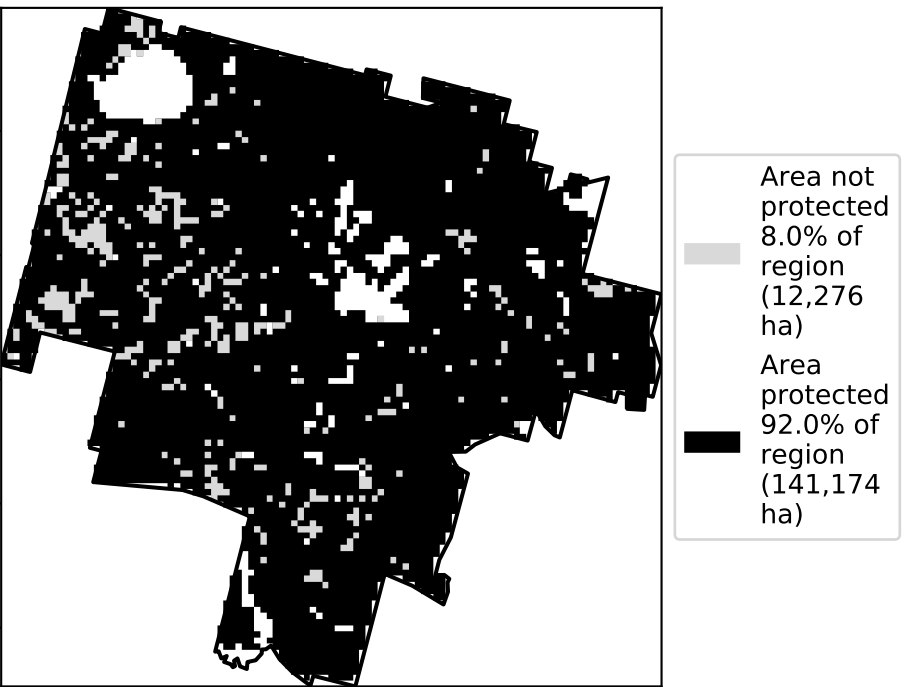 Area not
protected
8.0% of
region
(12,276
ha)
Area
protected
92.0% of
region
(141,174
ha)